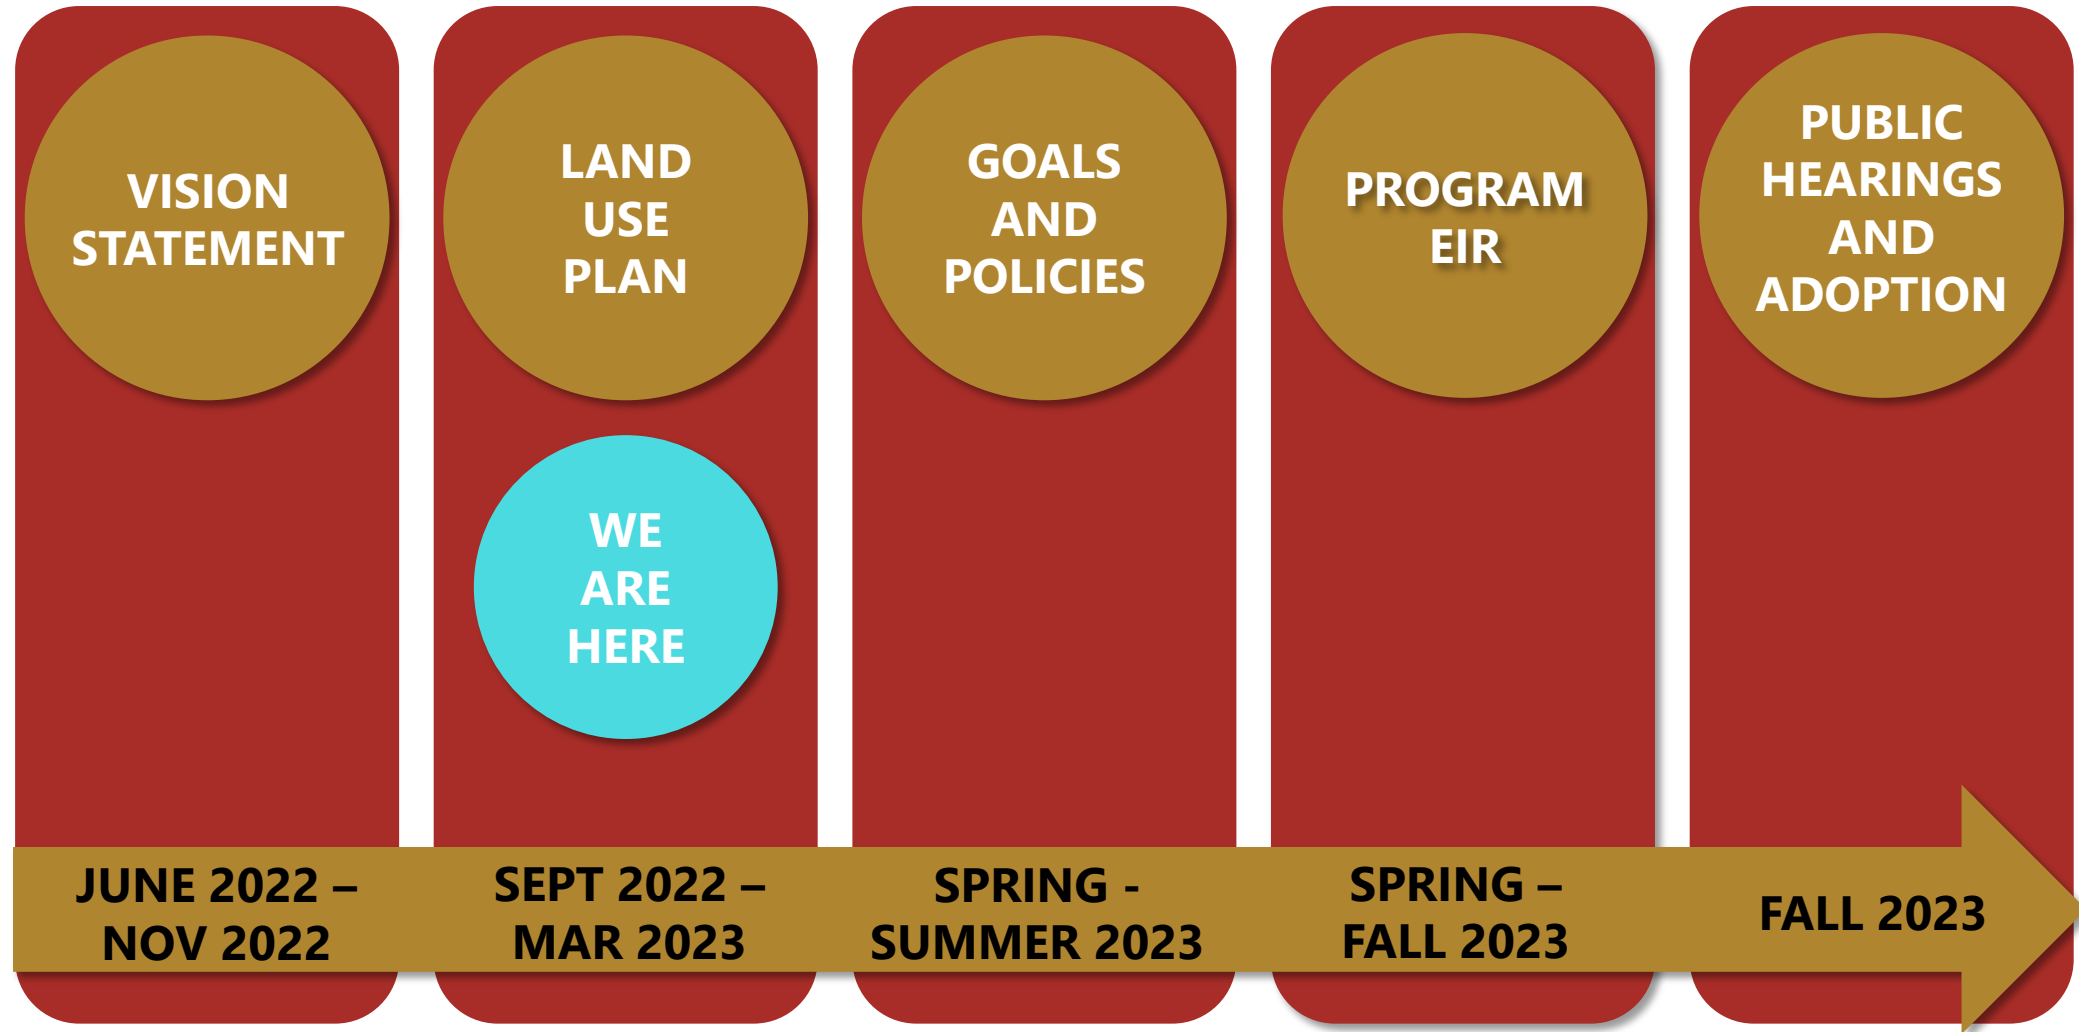 VISION
STATEMENT
LAND
USE
PLAN
GOALS
AND
POLICIES
PROGRAM
EIR
PUBLIC
HEARINGS
AND
ADOPTION
WE
ARE
HERE
JUNE 2022 –
NOV 2022
SEPT 2022 –
MAR 2023
SPRING -
SUMMER 2023
SPRING –
FALL 2023
FALL 2023